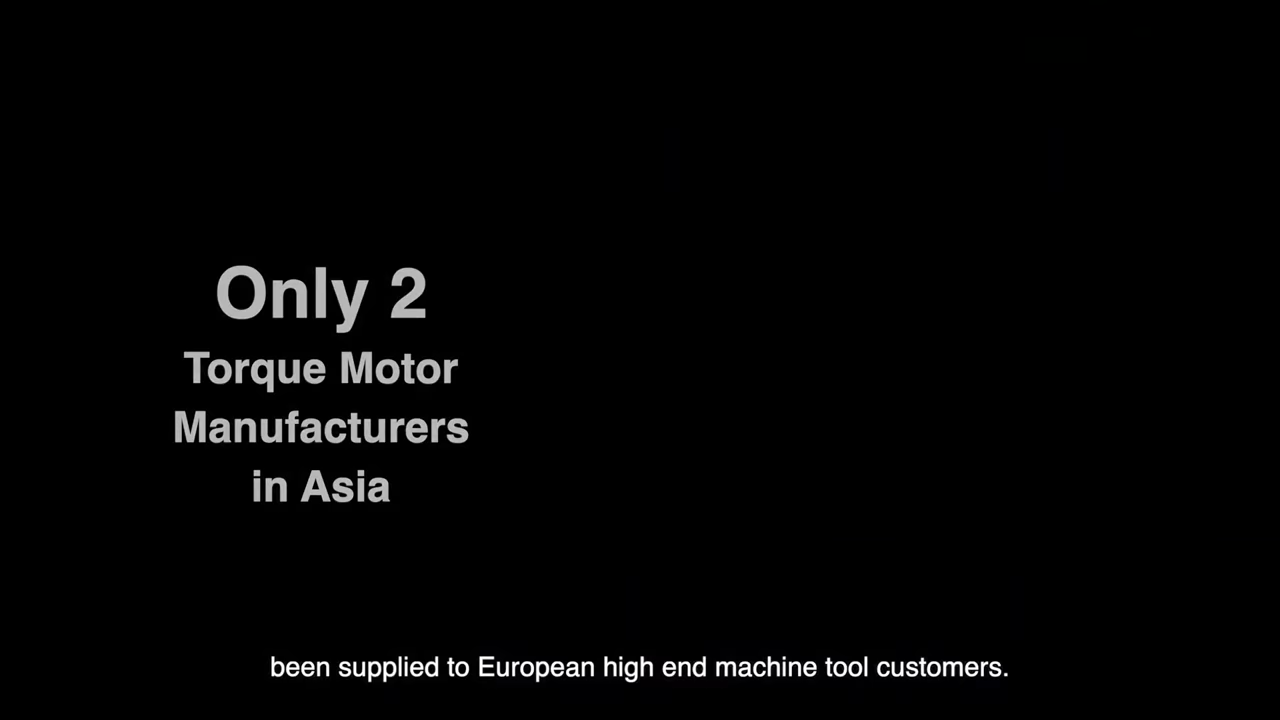 Only 2
Torque Motor
Manufacturers
in Asia
been supplied to European high end machine tool customers.